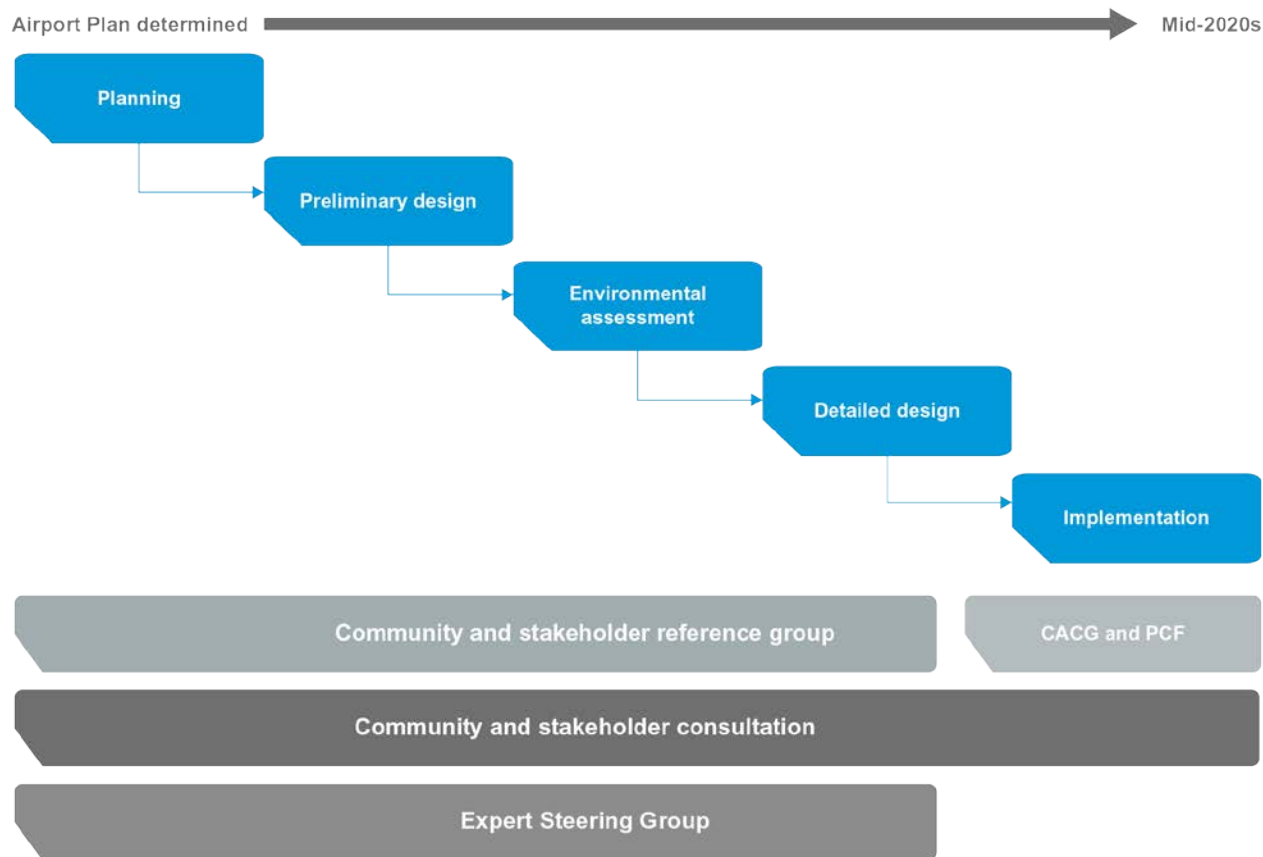 Airport Plan determined
Mid-2020s
Planning
Preliminary design
Environmental
assessment
Detailed design
Implementation
Community and stakeholder reference group
CACG and PCF
Community and stakeholder consultation
Expert Steering Group